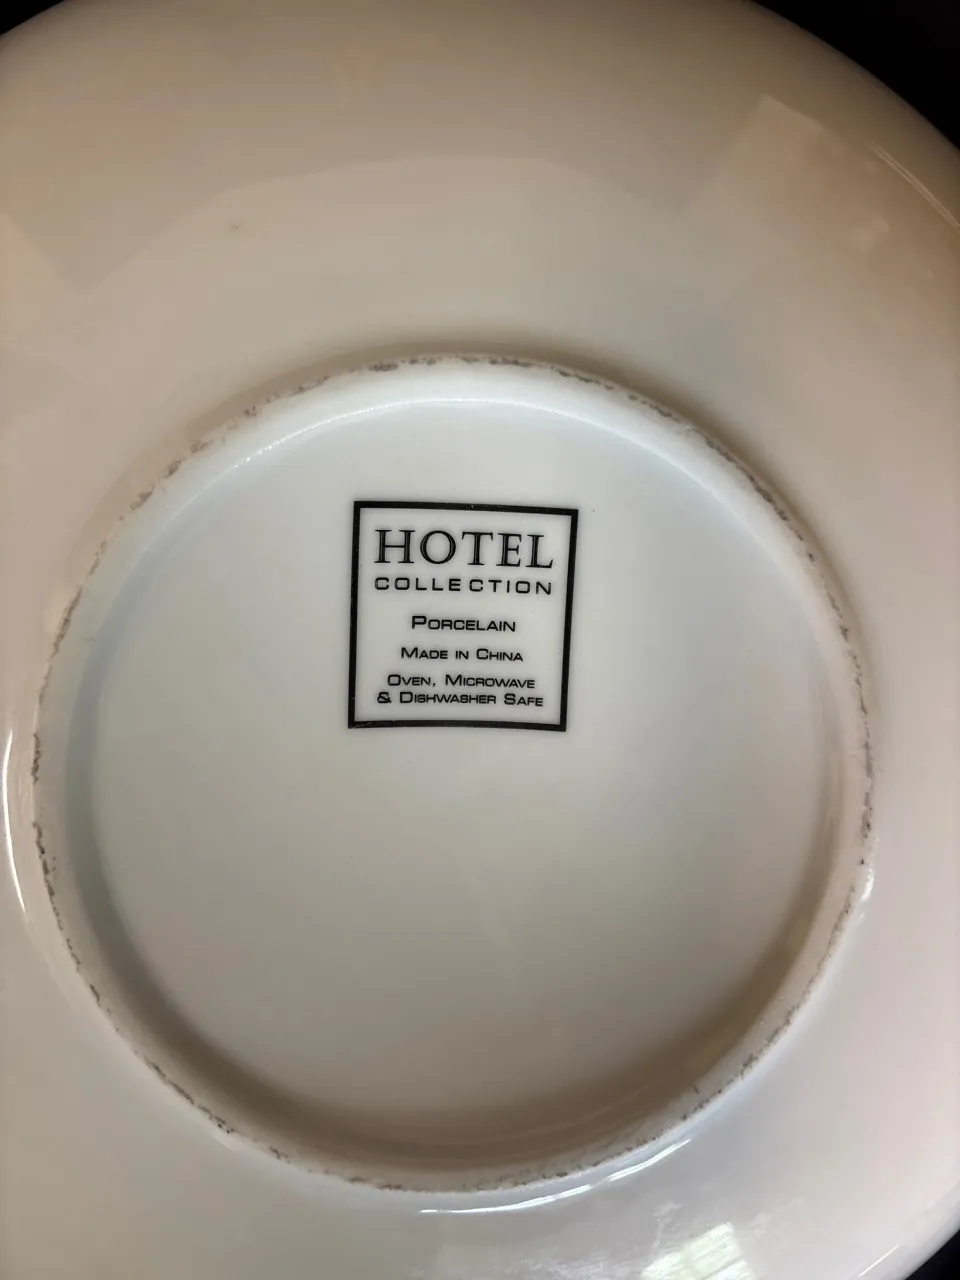 HOTEL
COLLECTION
PORCELAIN
MADE IN CHINA
OVEN, MICROWAVE
& DISHWASHER SAFE